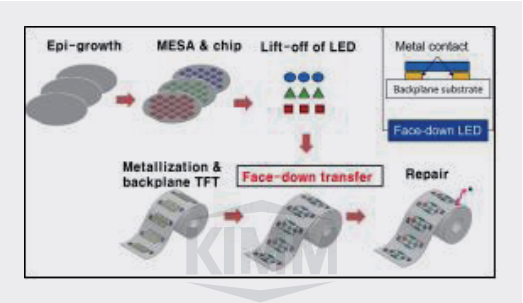 Epi-growth
MESA & chip
Lift-off of LED
Metal contact
Backplane substrate
Face-down LED
Metallization &
backplane TFT
Face-down transfer
Repair
KIMM